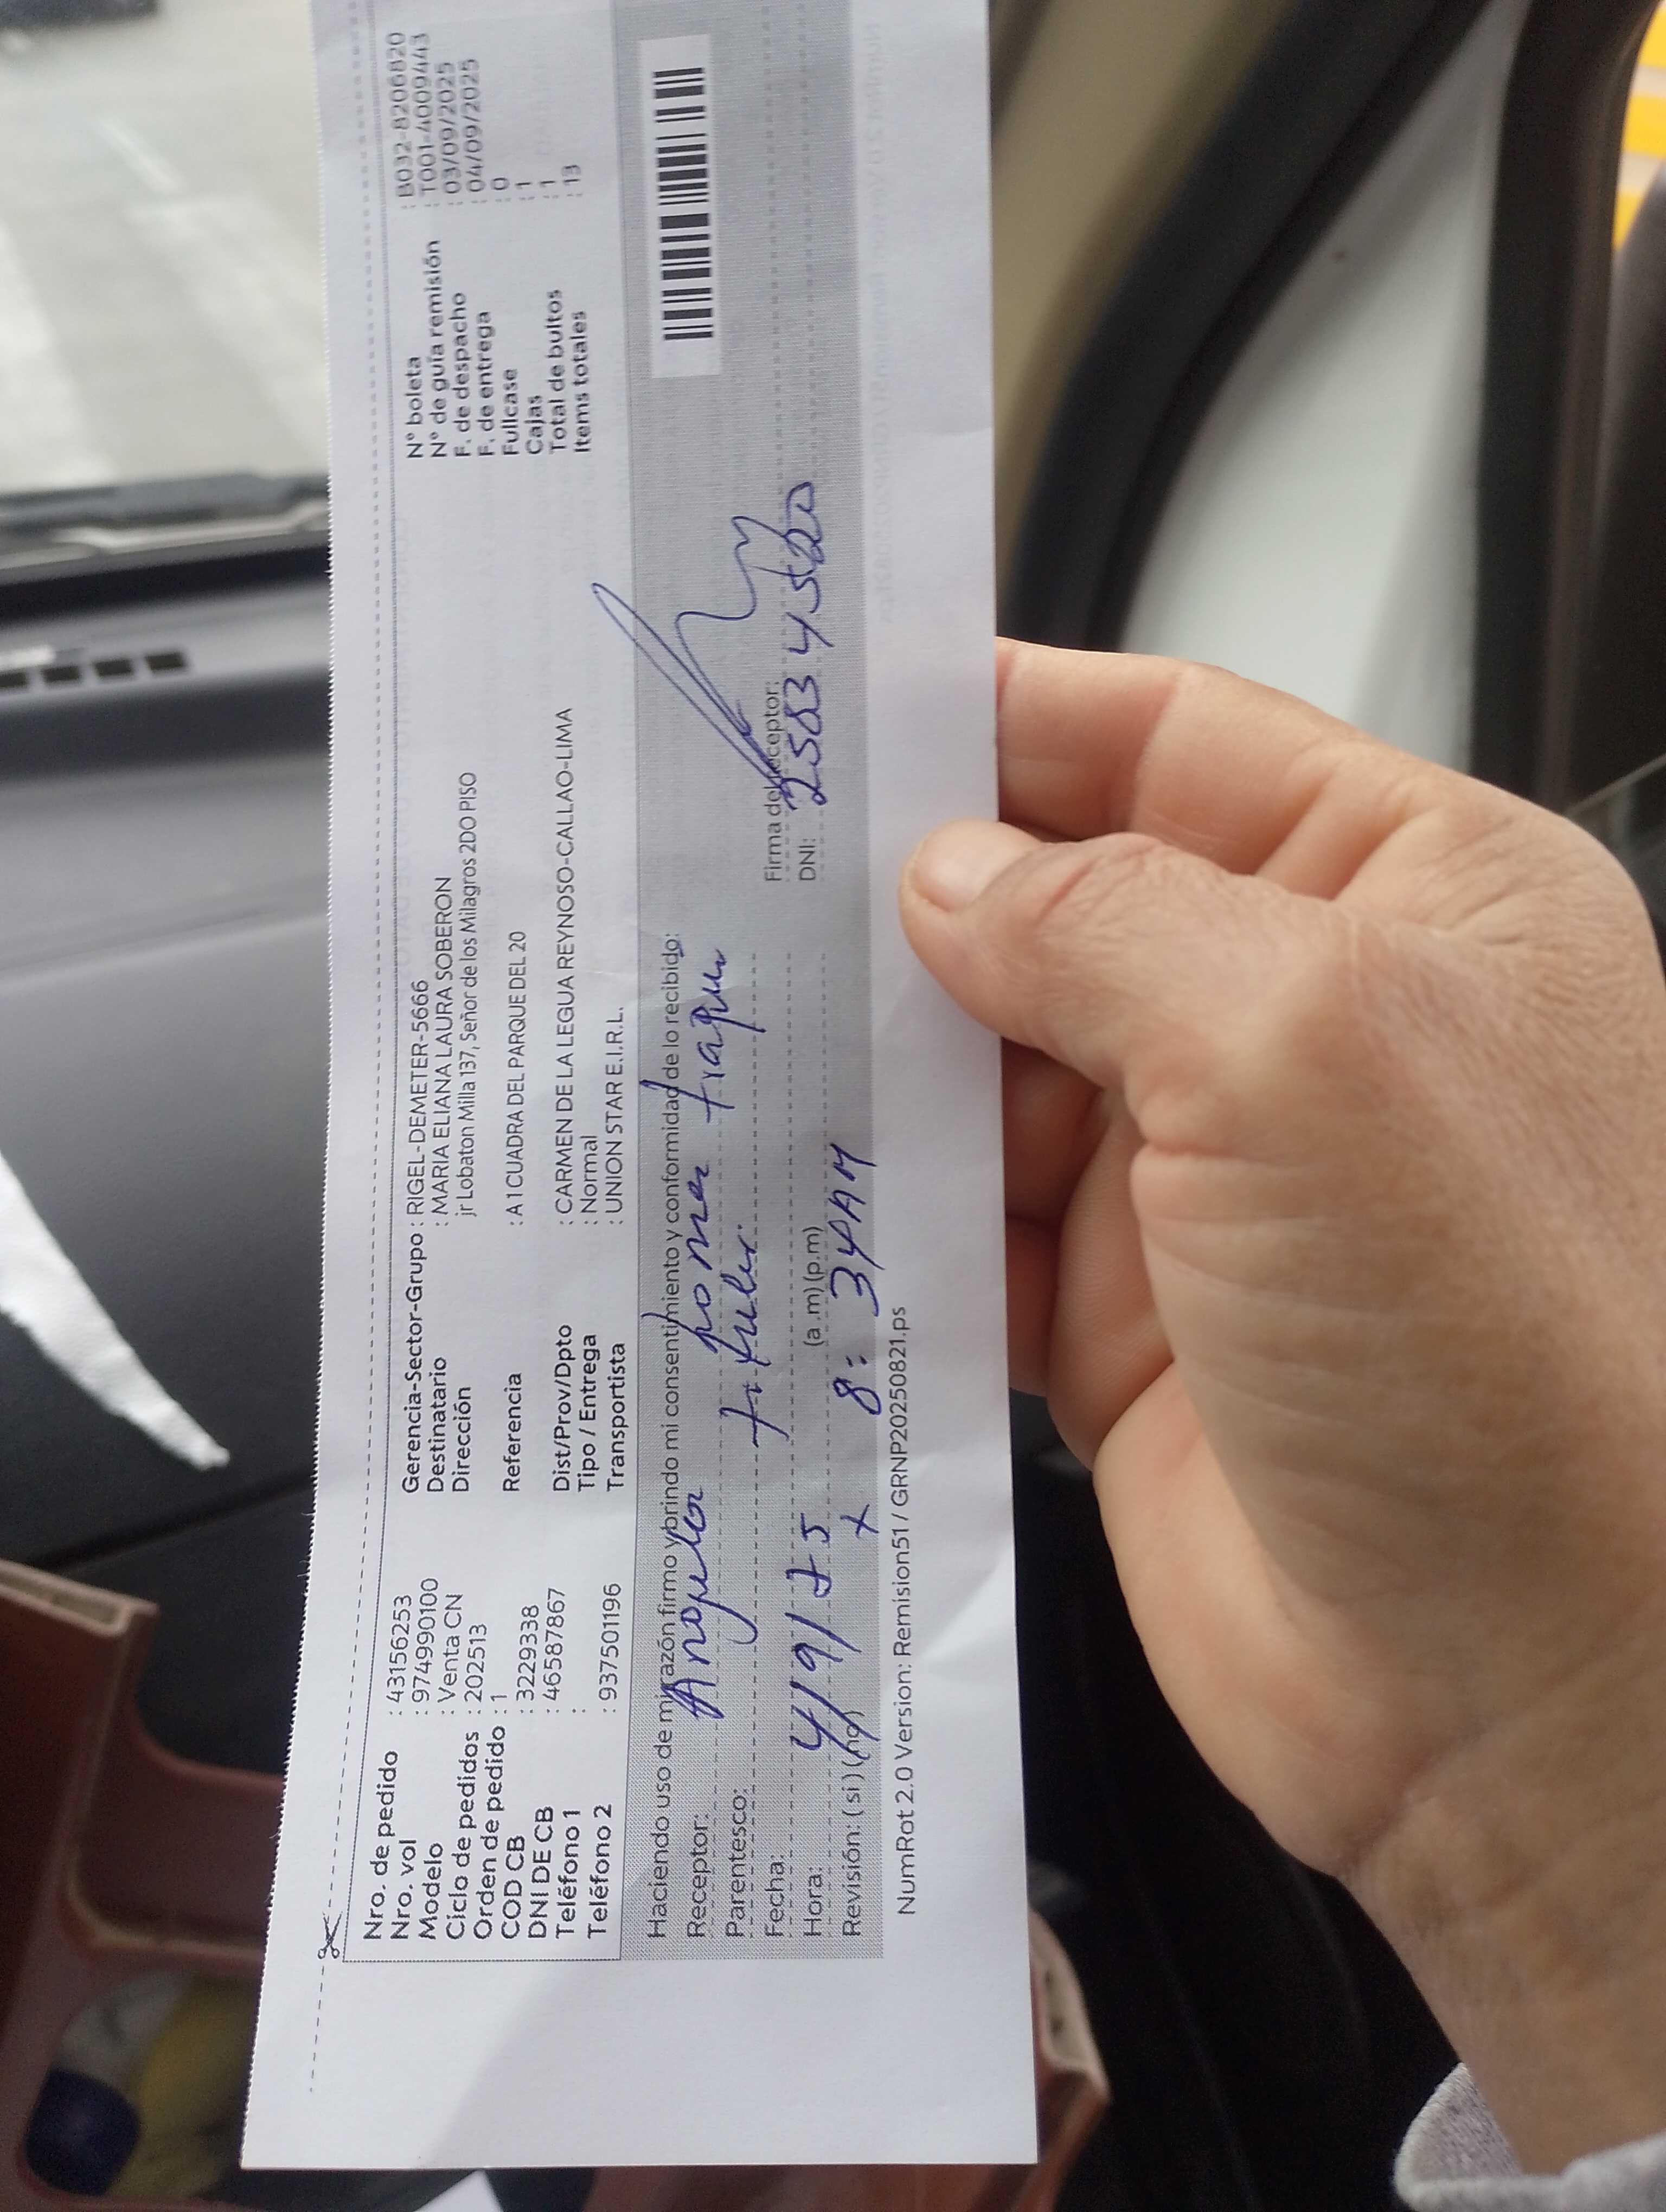 Nro. de pedido : 43156253
Nro. vol : 9749990100
Modelo : Venta CN
Ciclo de pedidos : 202513
Orden de pedido : 1
COD CB : 3229338
DNI DE CB : 46587867
Teléfono 1 :
Teléfono 2 : 937501196
Gerencia-Sector-Grupo : RIGEL-DEMETER-5666
Destinatario : MARIA ELIANA LAURA SOBERON
Dirección jr Lobaton Milla 137, Señor de los Milagros 2DO PISO
Referencia : A 1 CUADRA DEL PARQUE DEL 20
Dist/Prov/Dpto : CARMEN DE LA LEGUA REYNOSO-CALLAO-LIMA
Tipo / Entrega : Normal
Transportista : UNION STAR E.I.R.L.
N° boleta : B032-8206820
N° de guía remisión : T001-4009443
F. de despacho : 03/09/2025
F. de entrega : 04/09/2025
Fullcase : 0
Cajas : 1
Total de bultos : 1
Items totales : 13
Haciendo uso de mi razón firmo y brindo mi consentimiento y conformidad de lo recibido:
Receptor: Angela
Parentesco:
Fecha: 4/9/25
Hora: (a.m) (p.m) 8:34AM
Revisión: (si) (no) x
Firma del receptor:
DNI:
NumRot 2.0 Version: Remision51 / GRNP20250821.ps